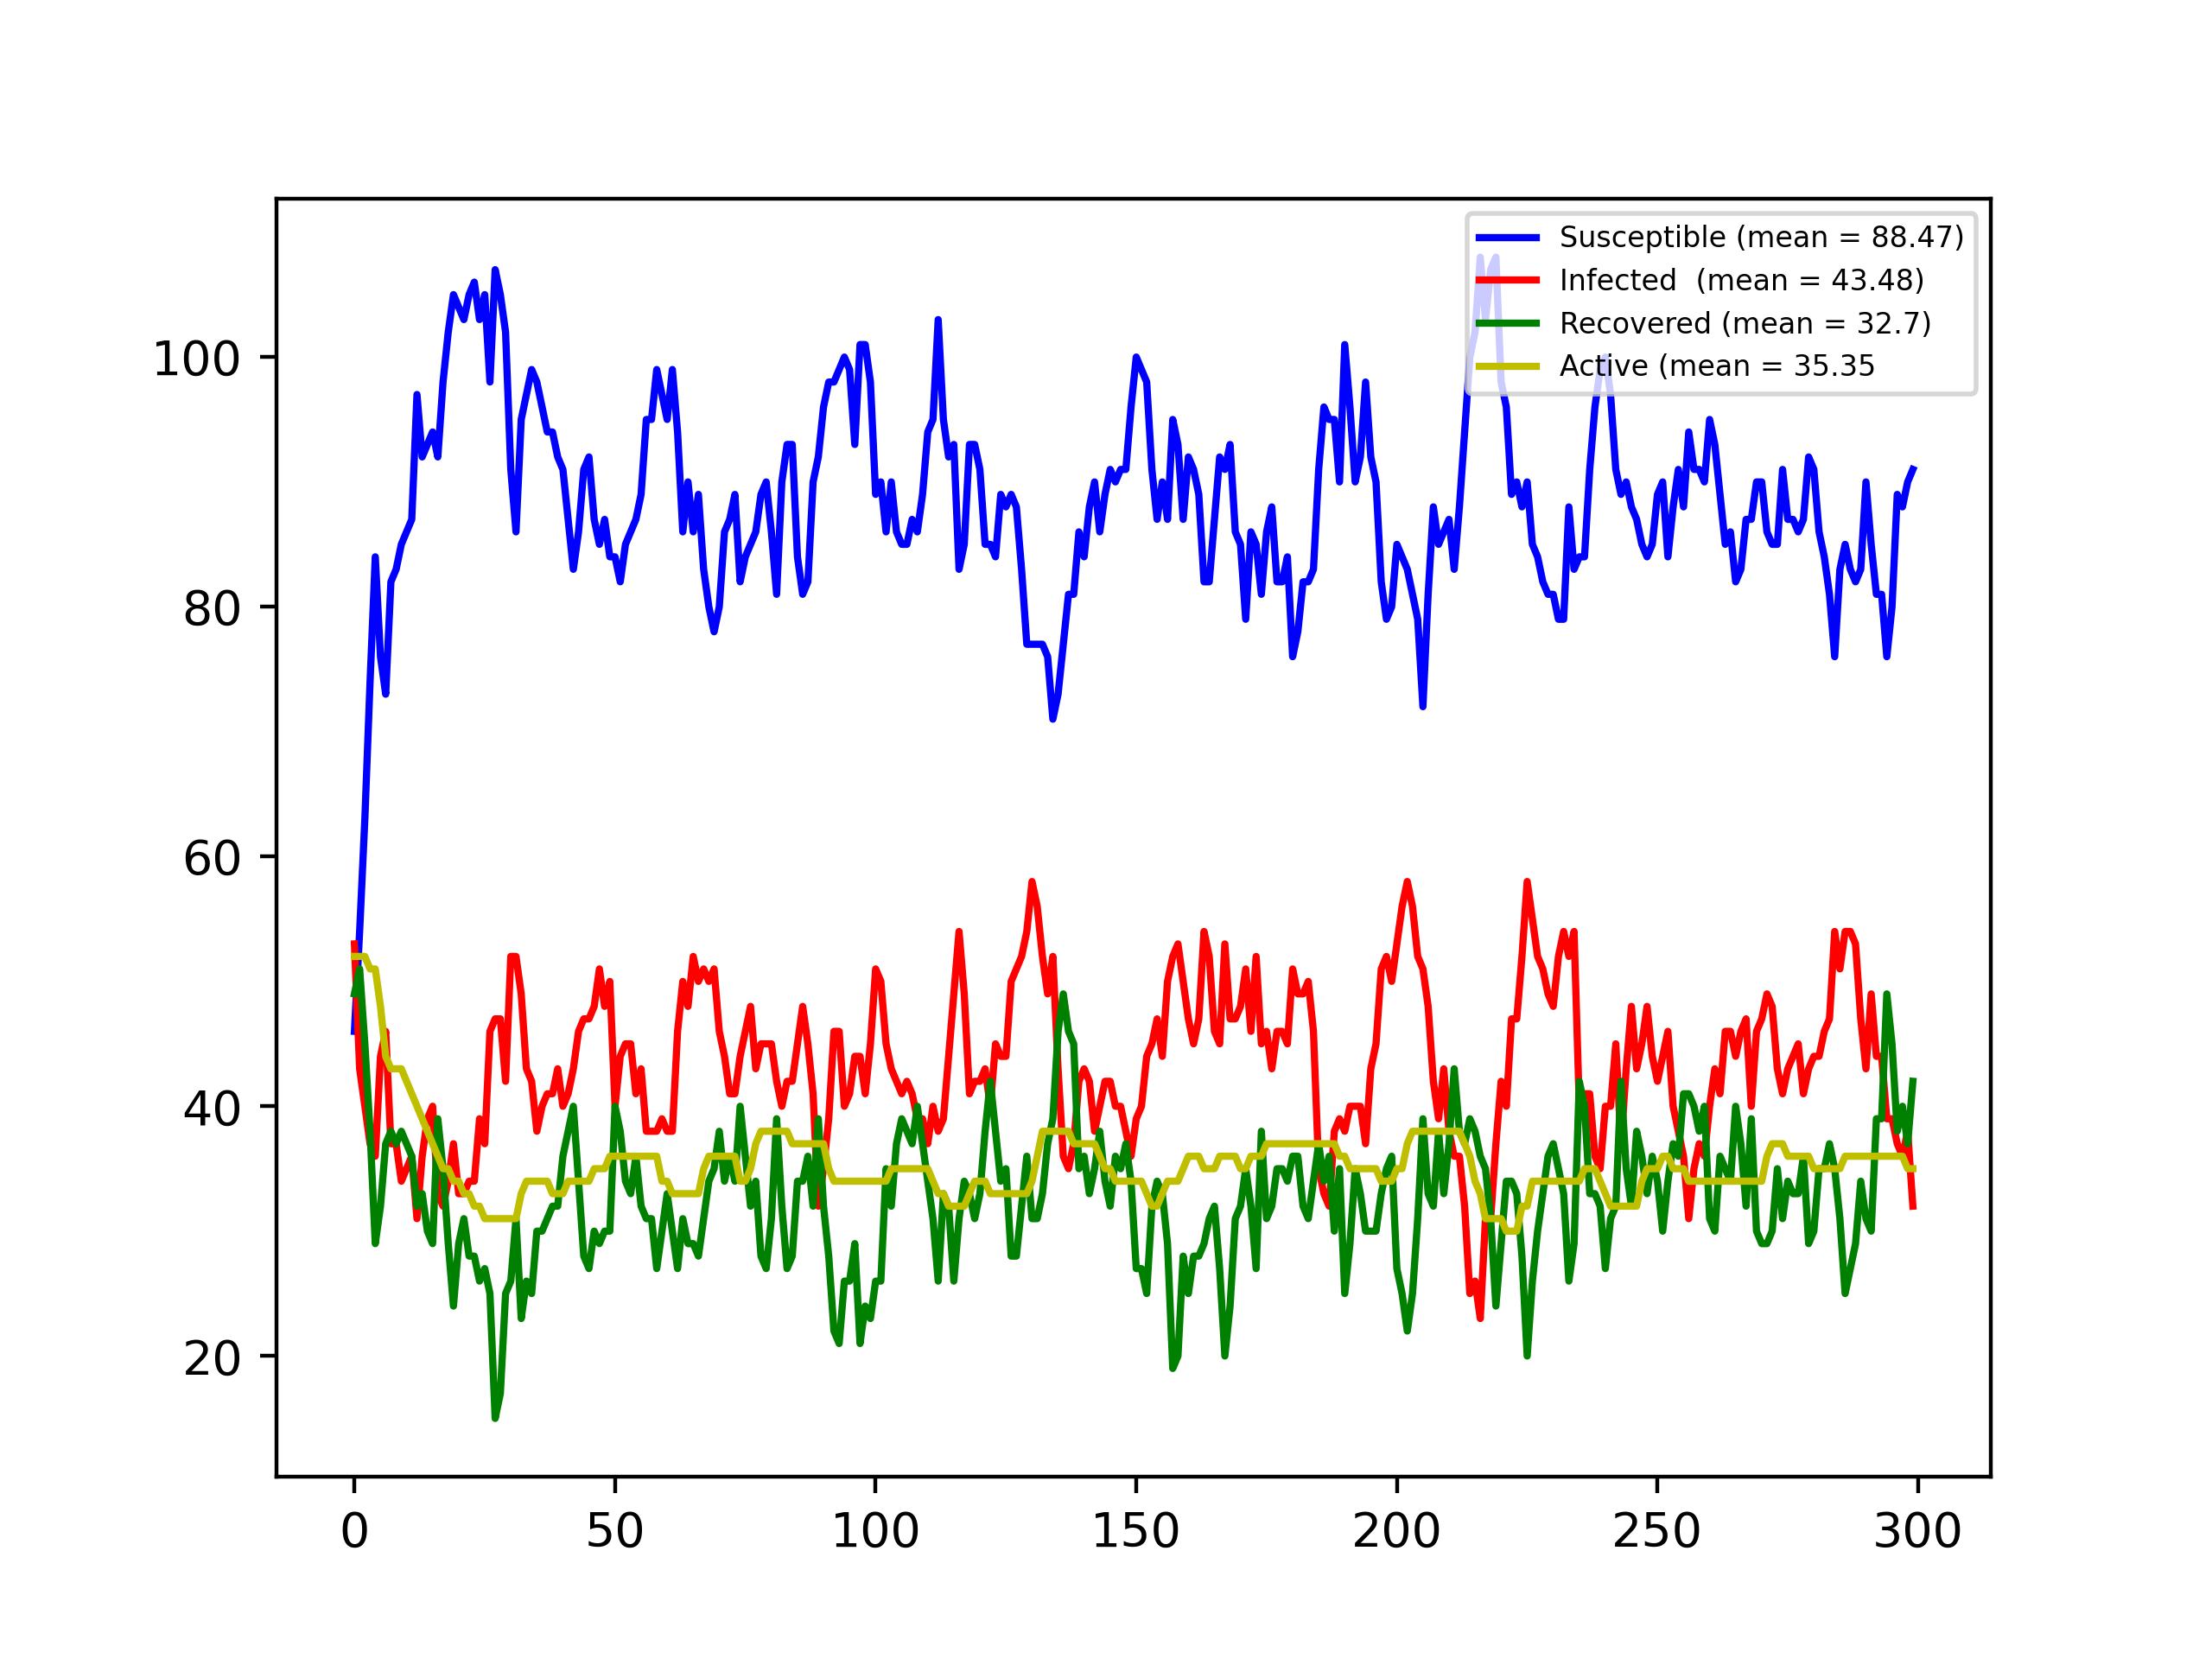 Susceptible (mean = 88.47)
Infected  (mean = 43.48)
Recovered (mean = 32.7)
Active (mean = 35.35
100
80
60
40
20
0 50 100 150 200 250 300